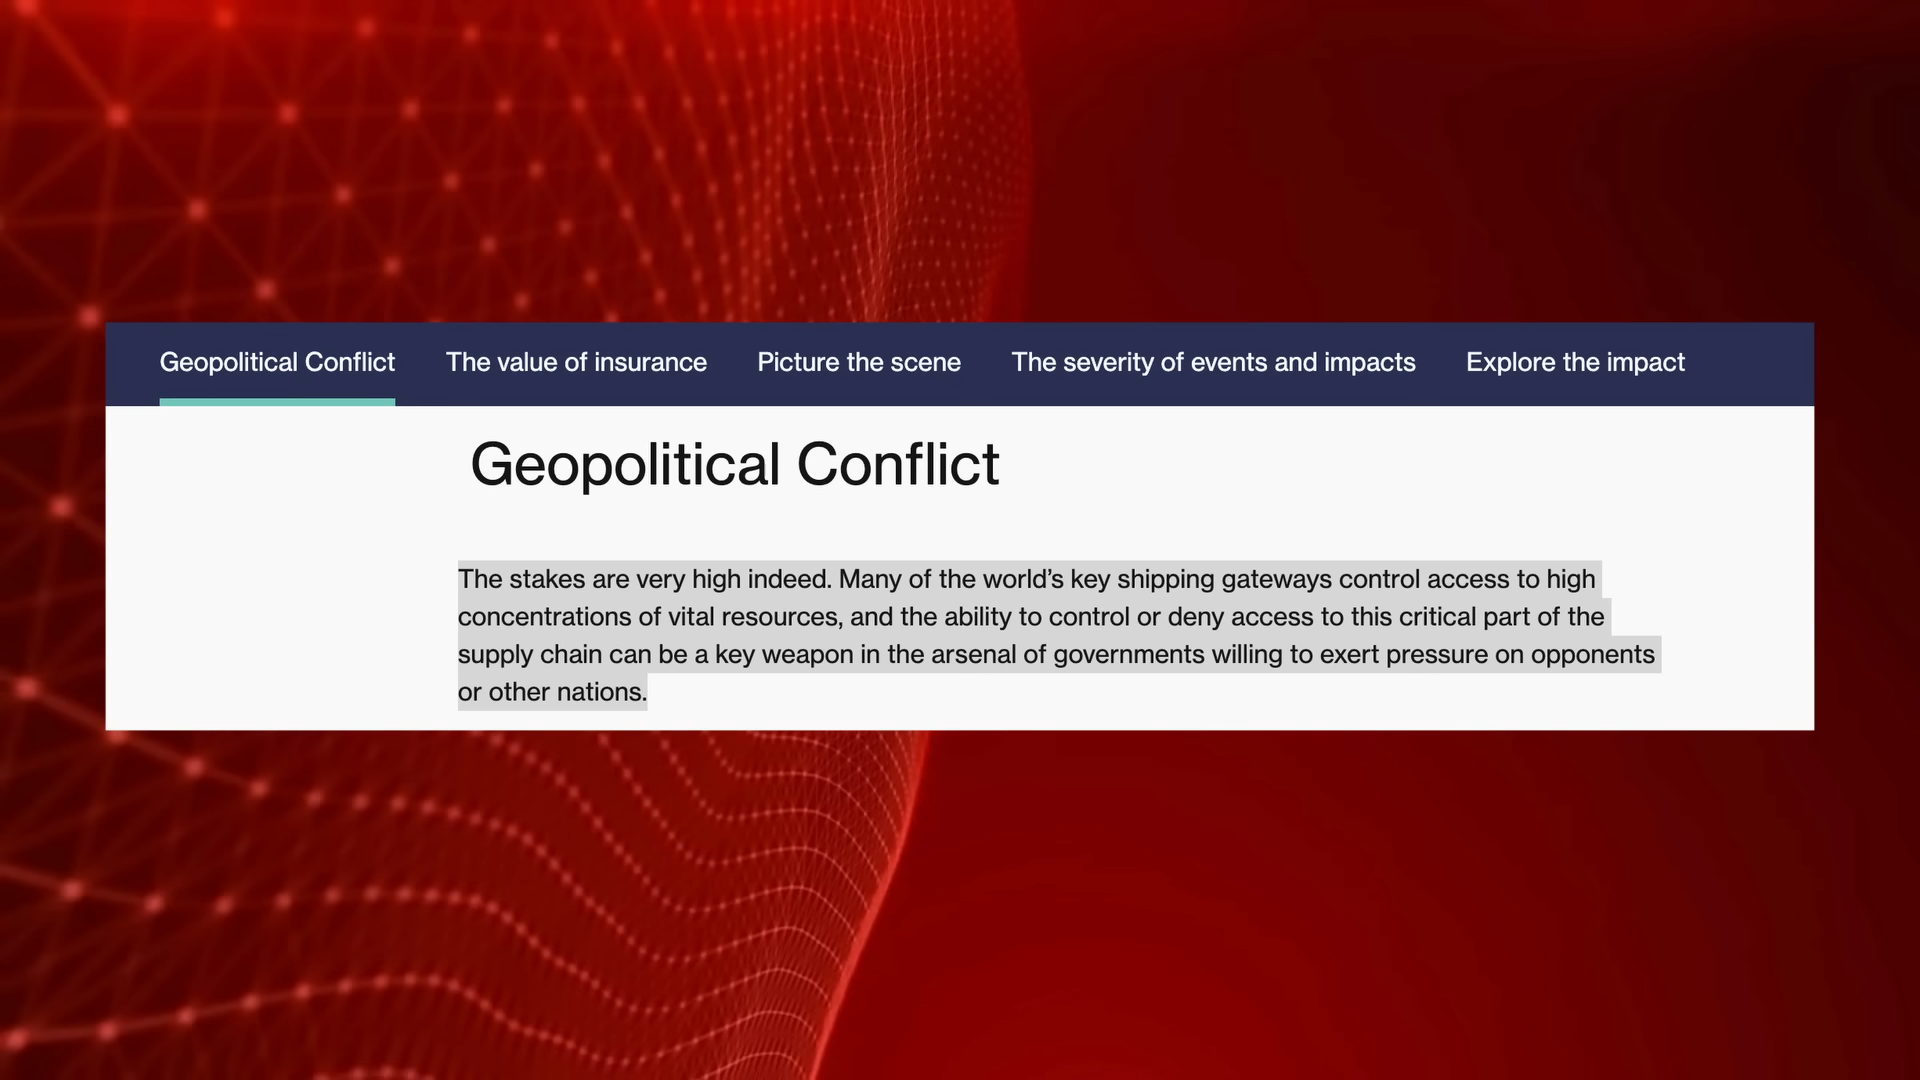 Geopolitical Conflict The value of insurance Picture the scene The severity of events and impacts Explore the impact
Geopolitical Conflict
The stakes are very high indeed. Many of the world’s key shipping gateways control access to high
concentrations of vital resources, and the ability to control or deny access to this critical part of the
supply chain can be a key weapon in the arsenal of governments willing to exert pressure on opponents
or other nations.